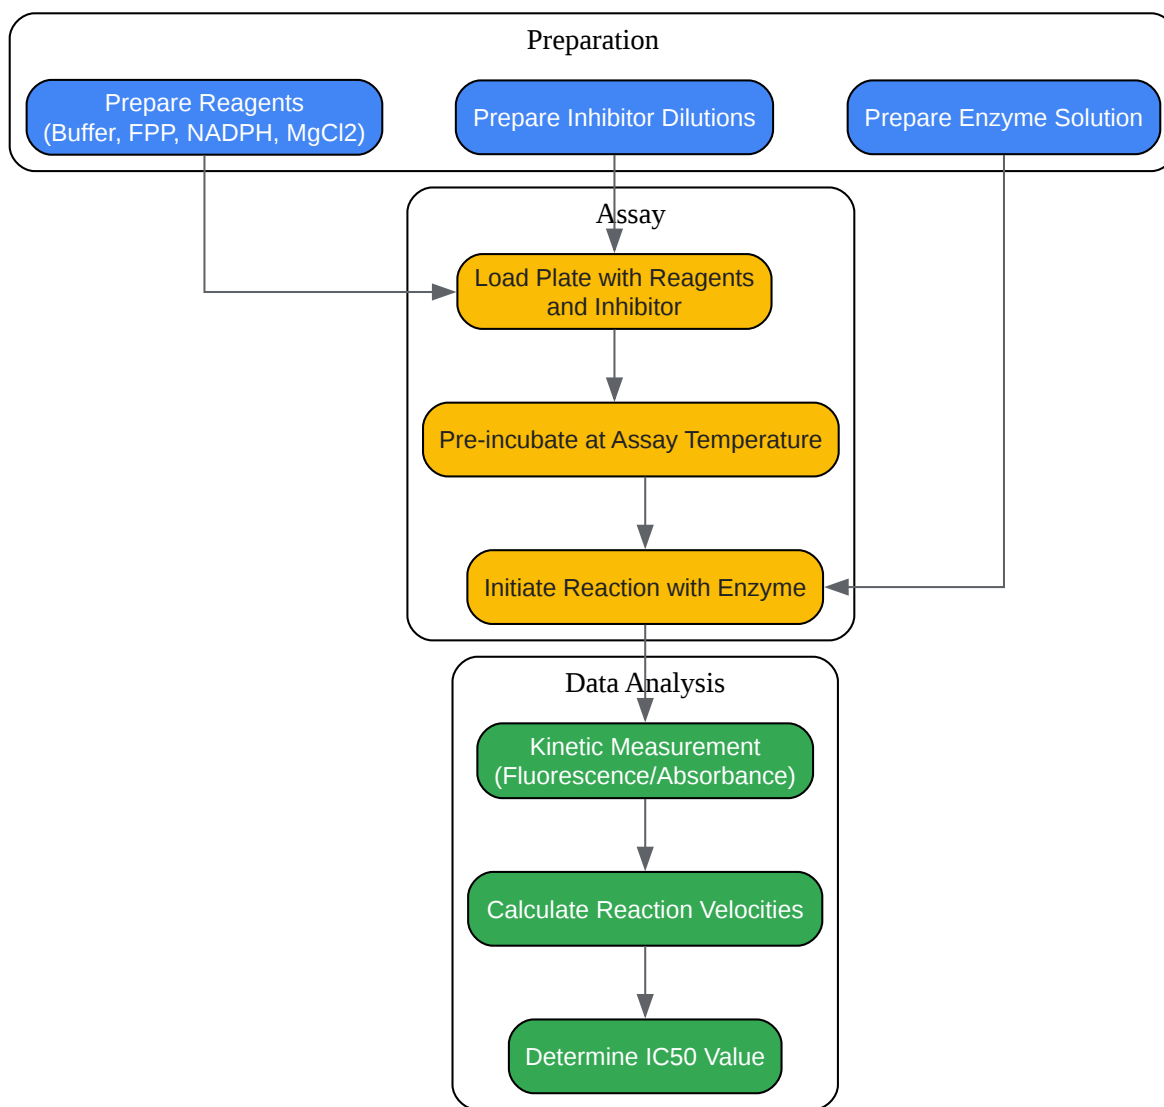 Preparation
Prepare Reagents
(Buffer, FPP, NADPH, MgCl2)
Prepare Inhibitor Dilutions
Prepare Enzyme Solution
Assay
Load Plate with Reagents
and Inhibitor
Pre-incubate at Assay Temperature
Initiate Reaction with Enzyme
Data Analysis
Kinetic Measurement
(Fluorescence/Absorbance)
Calculate Reaction Velocities
Determine IC50 Value